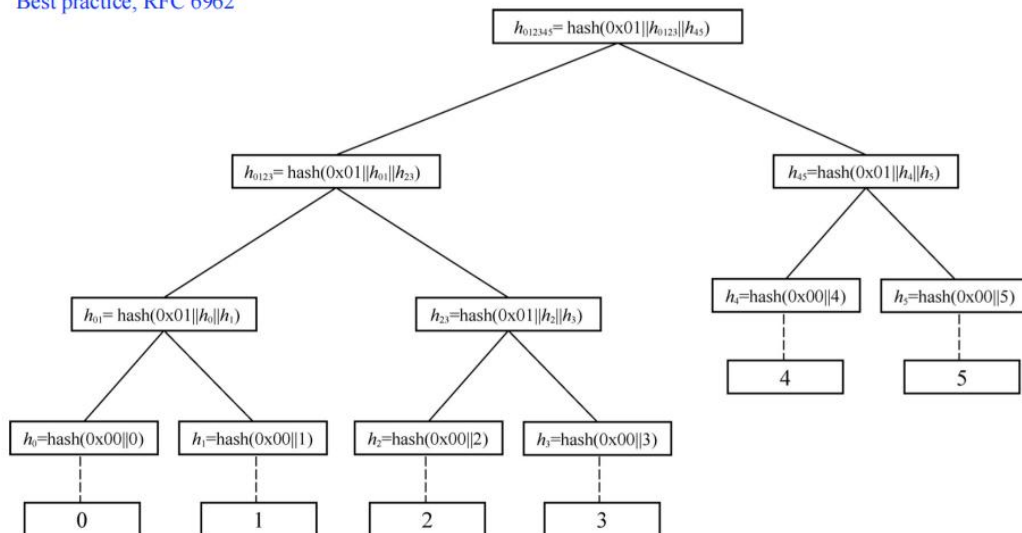 Best practice, RFC 6962
h₀₁₂₃₄₅= hash(0x01||h₀₁₂₃||h₄₅)
h₀₁₂₃= hash(0x01||h₀₁||h₂₃)
h₄₅=hash(0x01||h₄||h₅)
h₄=hash(0x00||4)
h₅=hash(0x00||5)
h₀₁= hash(0x01||h₀||h₁)
h₂₃=hash(0x01||h₂||h₃)
4
5
h₀=hash(0x00||0)
h₁=hash(0x00||1)
h₂=hash(0x00||2)
h₃=hash(0x00||3)
0
1
2
3